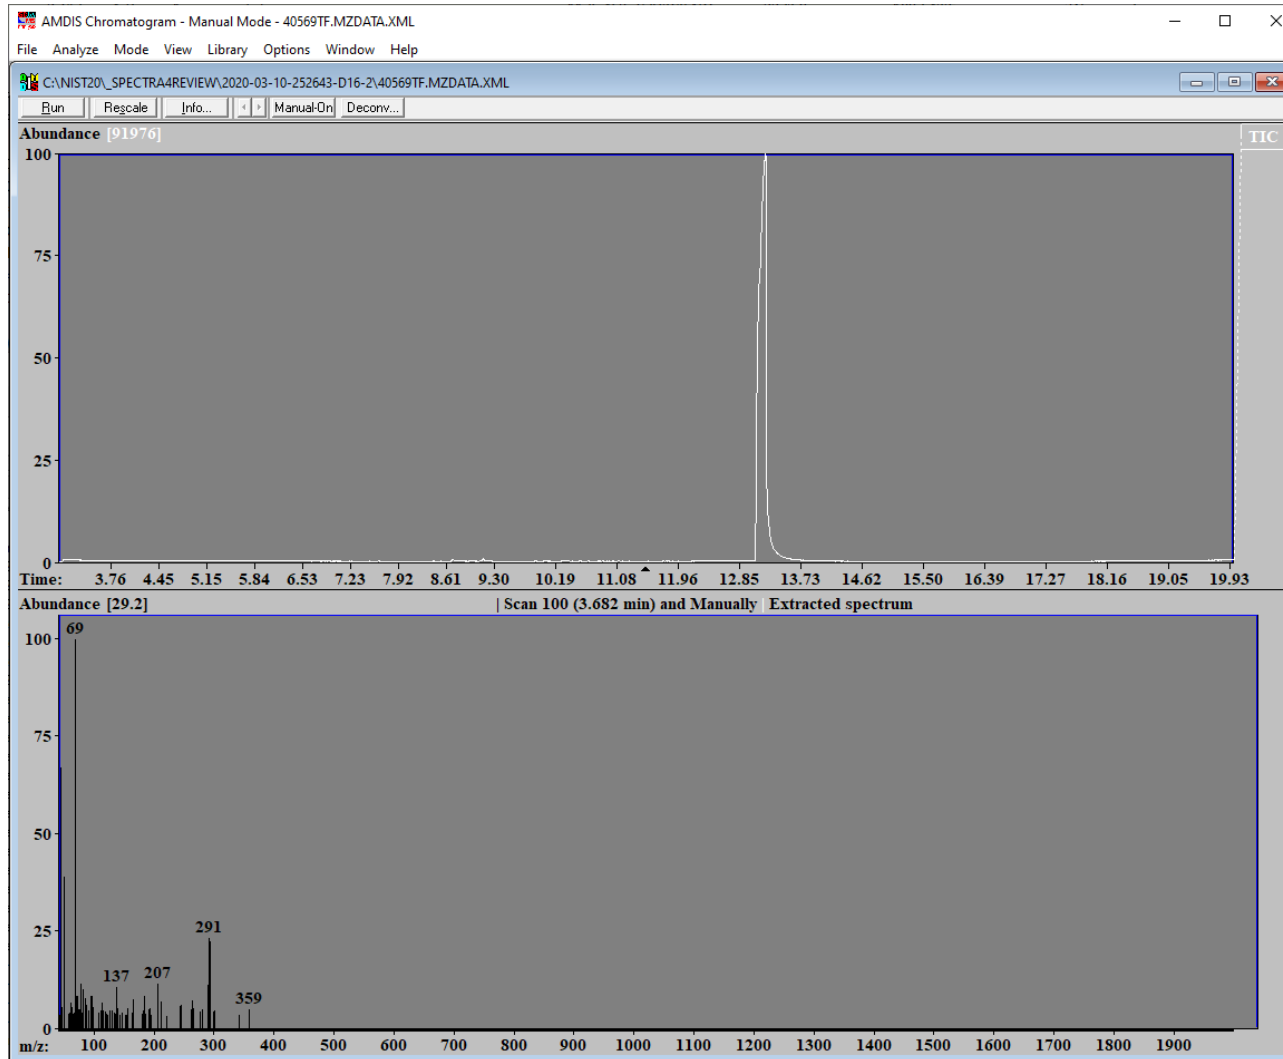 AMDIS Chromatogram - Manual Mode - 40569TF.MZDATA.XML
File Analyze Mode View Library Options Window Help
C:\NIST20\_SPECTRA4REVIEW\2020-03-10-252643-D16-2\40569TF.MZDATA.XML
Run Rescale Info... Manual-On Deconv...
Abundance [91976]
TIC
100
75
50
25
0
Time: 3.76 4.45 5.15 5.84 6.53 7.23 7.92 8.61 9.30 10.19 11.08 11.96 12.85 13.73 14.62 15.50 16.39 17.27 18.16 19.05 19.93
Abundance [29.2] | Scan 100 (3.682 min) and Manually | Extracted spectrum
69
100
75
50
25
291
137 207
359
0
m/z: 100 200 300 400 500 600 700 800 900 1000 1100 1200 1300 1400 1500 1600 1700 1800 1900